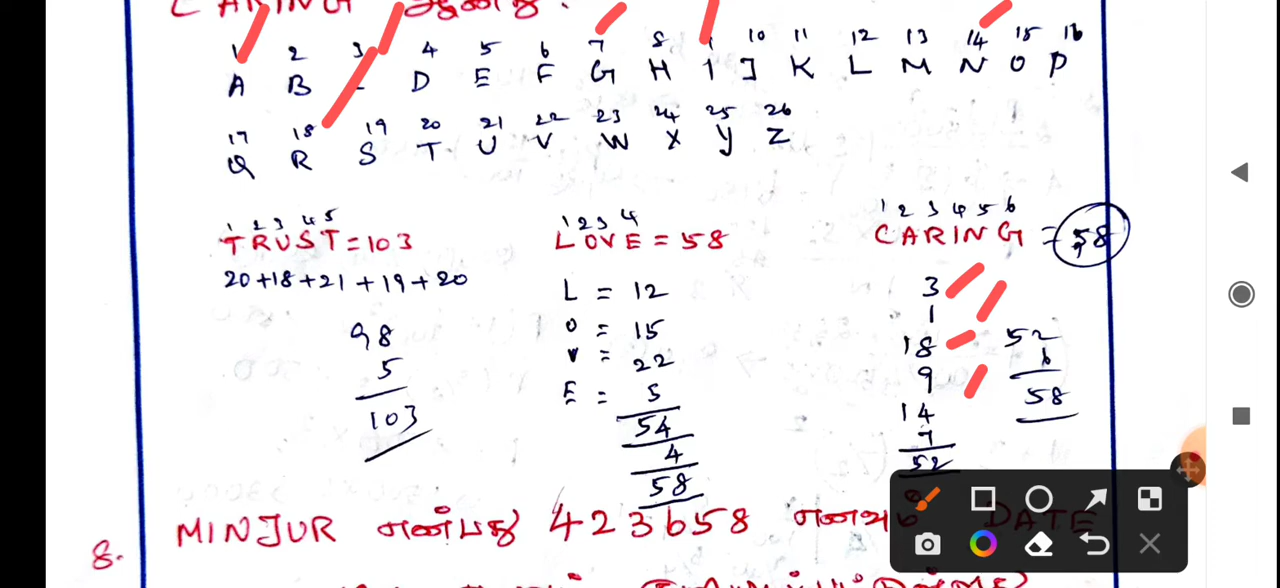 CARING ஆனது.
1 2 3 4 5 6 7 8 9 10 11 12 13 14 15 16
A B C D E F G H I J K L M N O P
17 18 19 20 21 22 23 24 25 26
Q R S T U V W X Y Z
1 2 3 4 5
TRUST = 103
20+18+21+19+20
98
5
103
1 2 3 4
LOVE = 58
L = 12
O = 15
V = 22
E = 5
54
4
58
1 2 3 4 5 6
CARING = 58
3
1
18
9
14
7
52
52
6
58
8. MINJUR என்பது 423658 எனவும் DATE